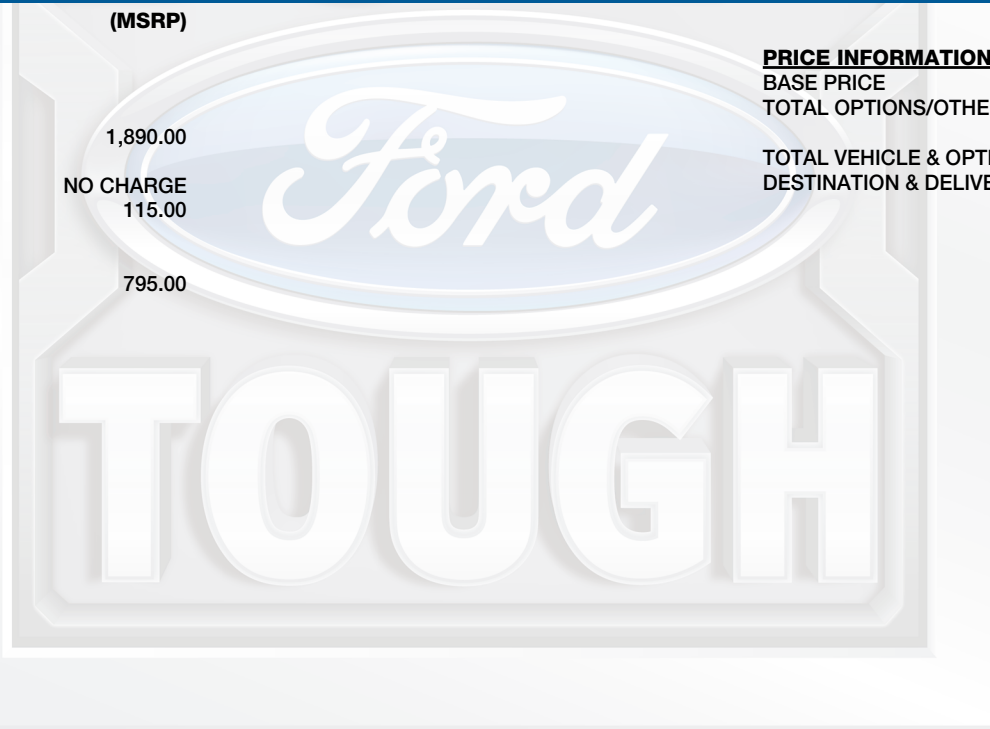 (MSRP)
1,890.00
NO CHARGE
115.00
795.00
PRICE INFORMATION
BASE PRICE
TOTAL OPTIONS/OTHE
TOTAL VEHICLE & OPTI
DESTINATION & DELIVE
Ford
TOUGH